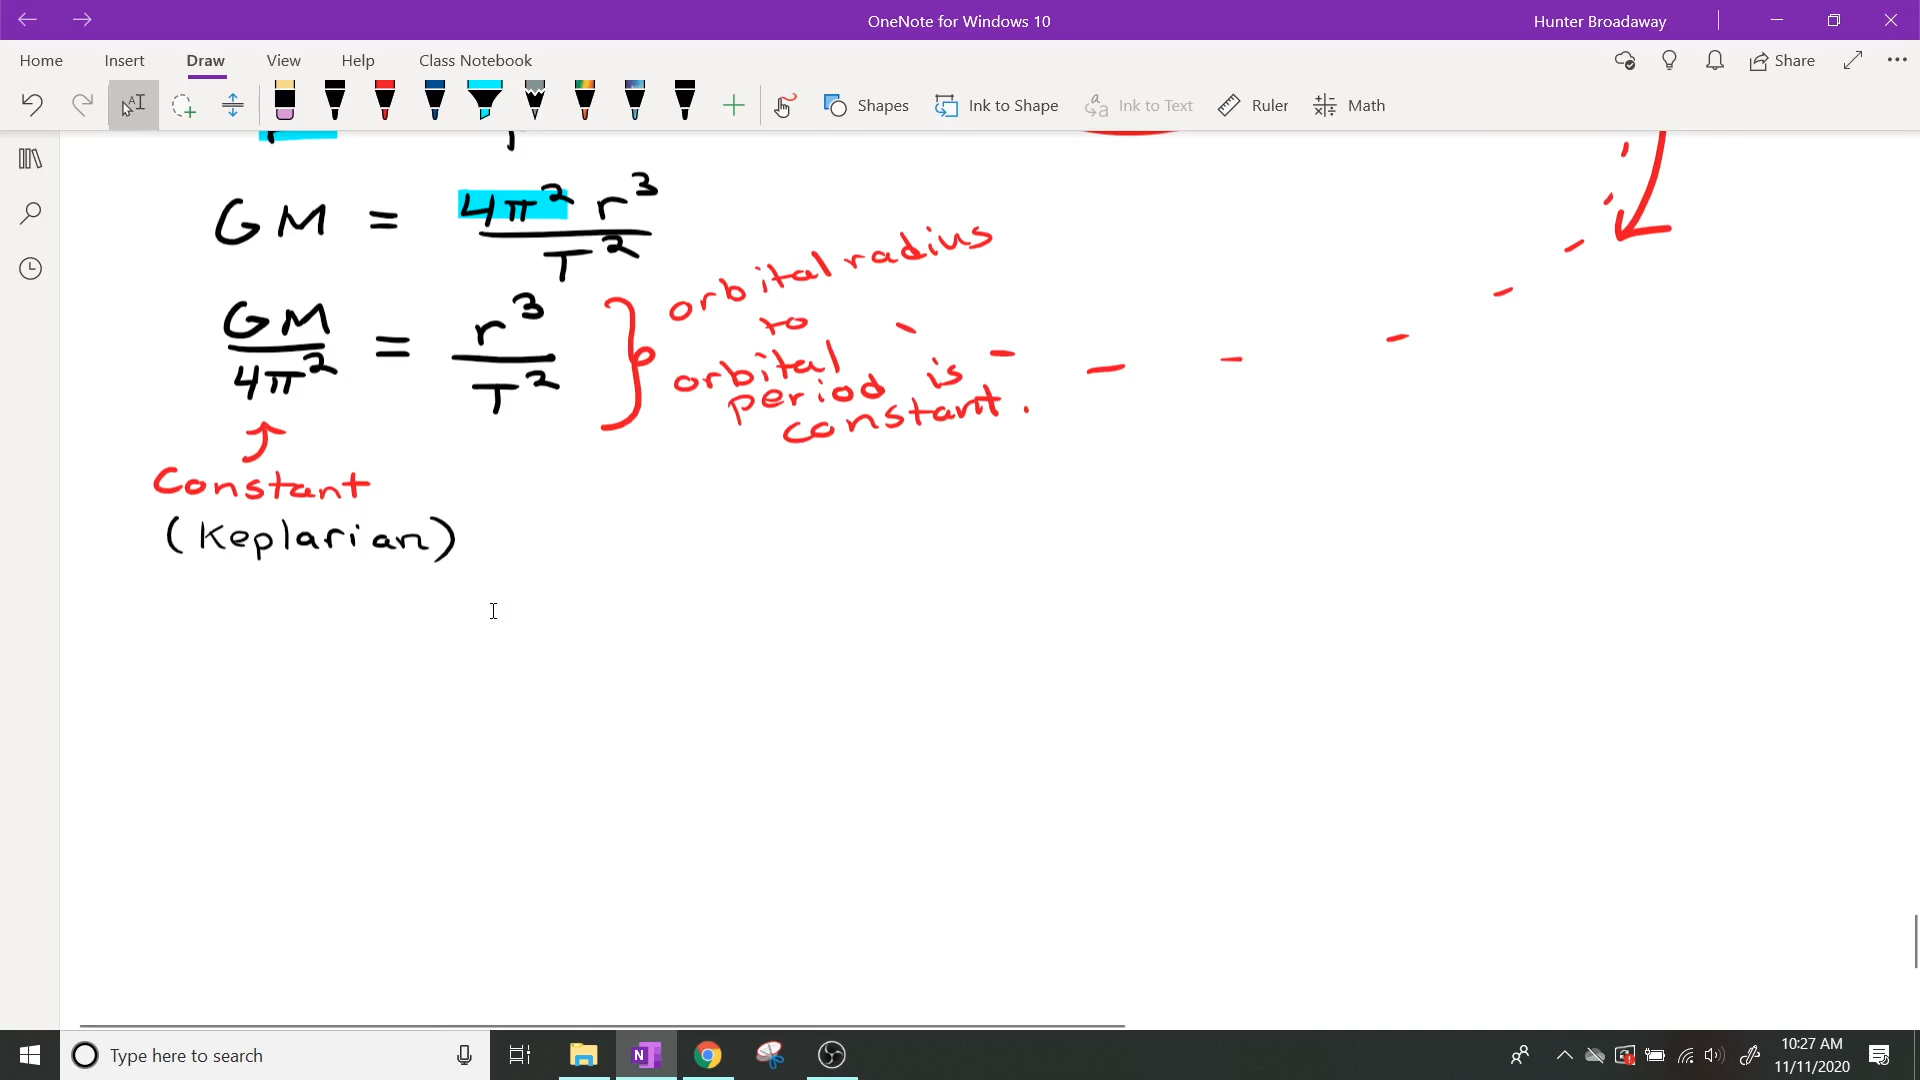 OneNote for Windows 10
Hunter Broadaway
Home Insert Draw View Help Class Notebook
Share
Shapes Ink to Shape Ink to Text Ruler Math
GM = 4π² r³
T²
GM
4π² = r³
T²
orbital radius
to
orbital
period is
constant.
Constant
(Keplarian)
Type here to search
10:27 AM
11/11/2020